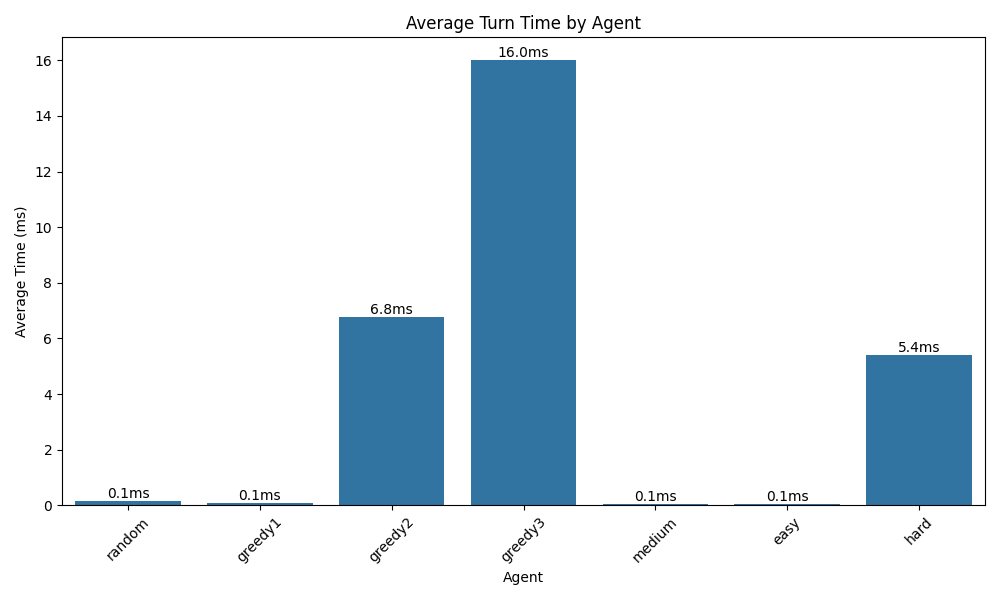 Average Turn Time by Agent
Average Time (ms)
16
14
12
10
8
6
4
2
0
0.1ms
0.1ms
6.8ms
16.0ms
0.1ms
0.1ms
5.4ms
random
greedy1
greedy2
greedy3
medium
easy
hard
Agent